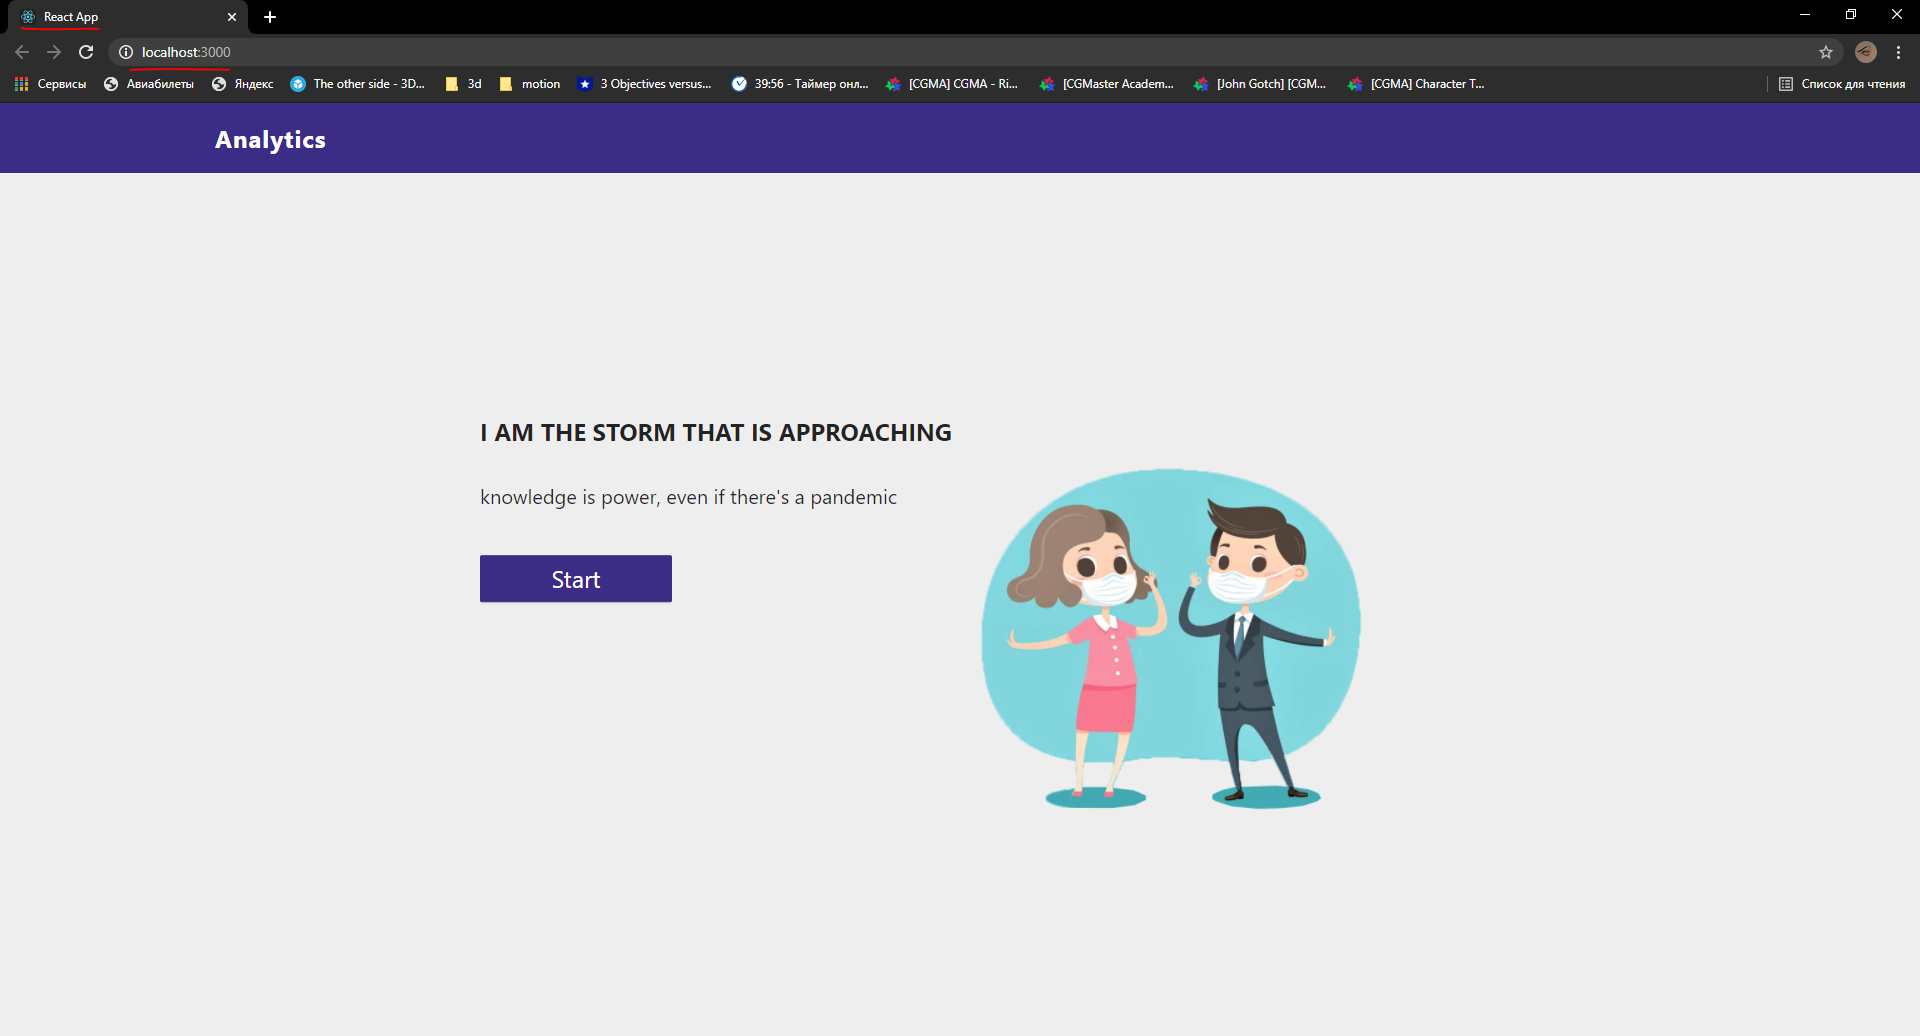 React App
localhost:3000
Сервисы Авиабилеты Яндекс The other side - 3D... 3d motion 3 Objectives versus... 39:56 - Таймер онл... [CGMA] CGMA - Ri... [CGMaster Academ... [John Gotch] [CGM... [CGMA] Character T... Список для чтения
Analytics
I AM THE STORM THAT IS APPROACHING
knowledge is power, even if there's a pandemic
Start